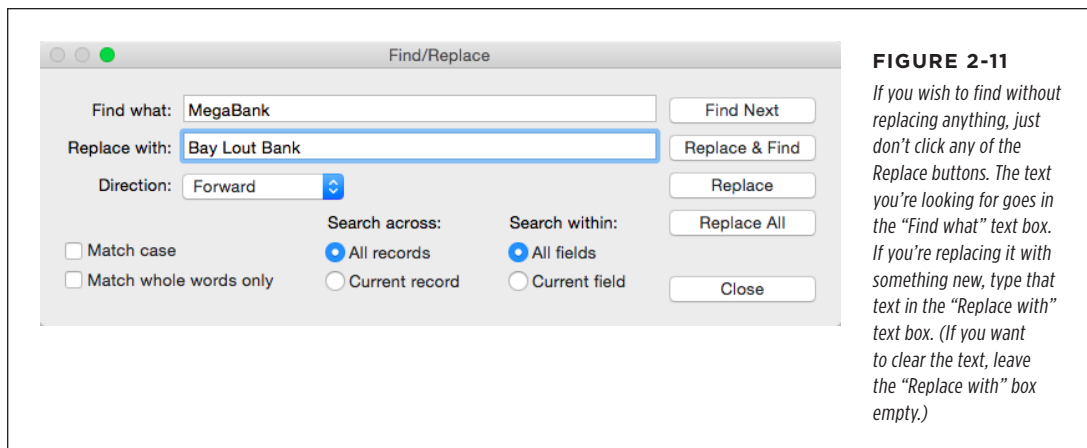 Find/Replace
Find what: MegaBank
Find Next
Replace with: Bay Lout Bank
Replace & Find
Direction: Forward
Replace
Search across:
Search within:
Replace All
Match case
All records
All fields
Match whole words only
Current record
Current field
Close
FIGURE 2-11
If you wish to find without
replacing anything, just
don't click any of the
Replace buttons. The text
you're looking for goes in
the “Find what” text box.
If you're replacing it with
something new, type that
text in the “Replace with”
text box. (If you want
to clear the text, leave
the “Replace with” box
empty.)